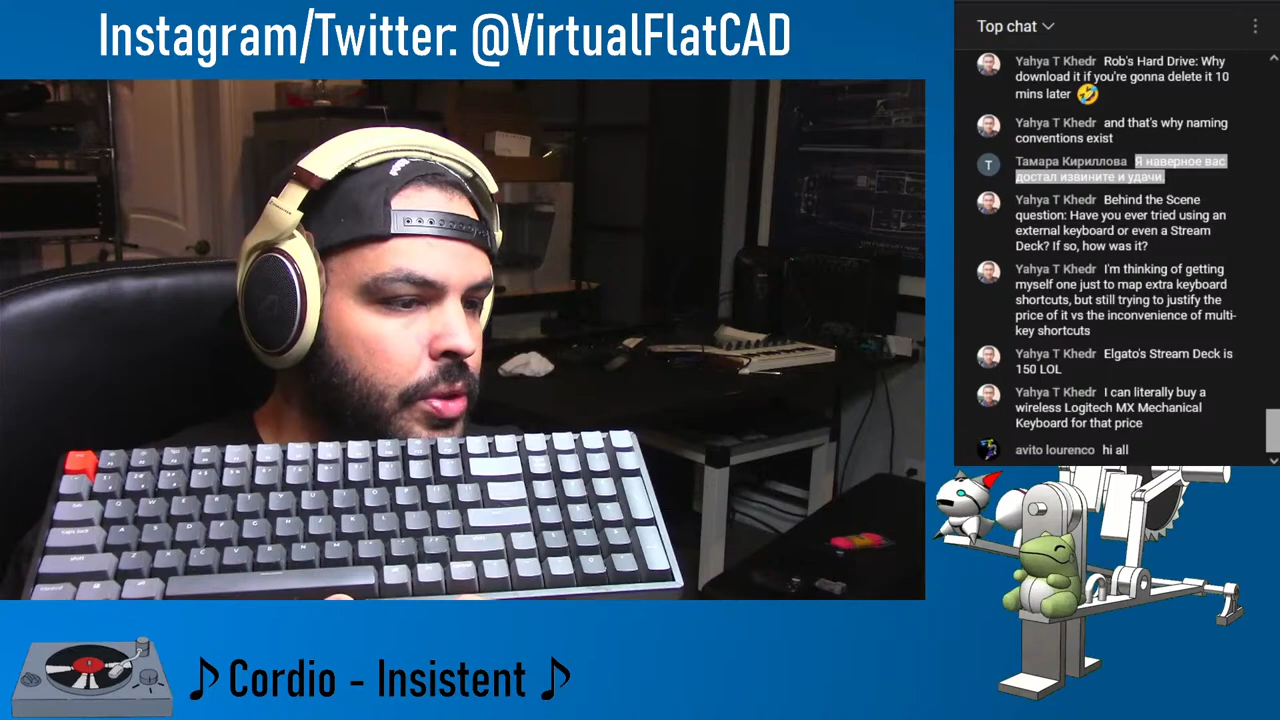 Instagram/Twitter: @VirtualFlatCAD
Top chat
Yahya T Khedr Rob's Hard Drive: Why
download it if you're gonna delete it 10
mins later 🤣
Yahya T Khedr and that's why naming
conventions exist
T
Тамара Кириллова Я наверное вас
достал извините и удачи.
Yahya T Khedr Behind the Scene
question: Have you ever tried using an
external keyboard or even a Stream
Deck? If so, how was it?
Yahya T Khedr I'm thinking of getting
myself one just to map extra keyboard
shortcuts, but still trying to justify the
price of it vs the inconvenience of multi-
key shortcuts
Yahya T Khedr Elgato's Stream Deck is
150 LOL
Yahya T Khedr I can literally buy a
wireless Logitech MX Mechanical
Keyboard for that price
avito lourenco hi all
♪ Cordio - Insistent ♪